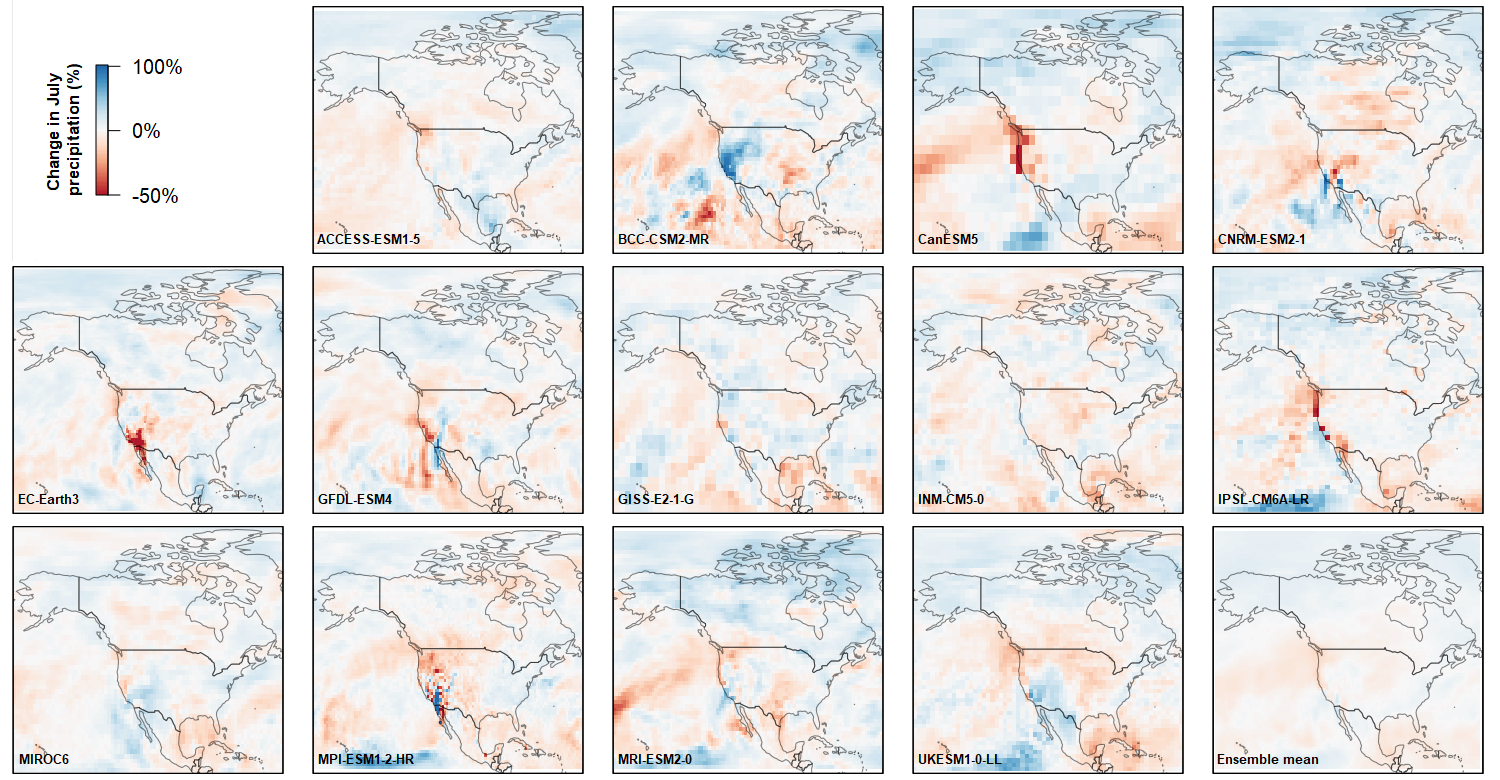 Change in July
precipitation (%)
100%
0%
-50%
ACCESS-ESM1-5
BCC-CSM2-MR
CanESM5
CNRM-ESM2-1
EC-Earth3
GFDL-ESM4
GISS-E2-1-G
INM-CM5-0
IPSL-CM6A-LR
MIROC6
MPI-ESM1-2-HR
MRI-ESM2-0
UKESM1-0-LL
Ensemble mean